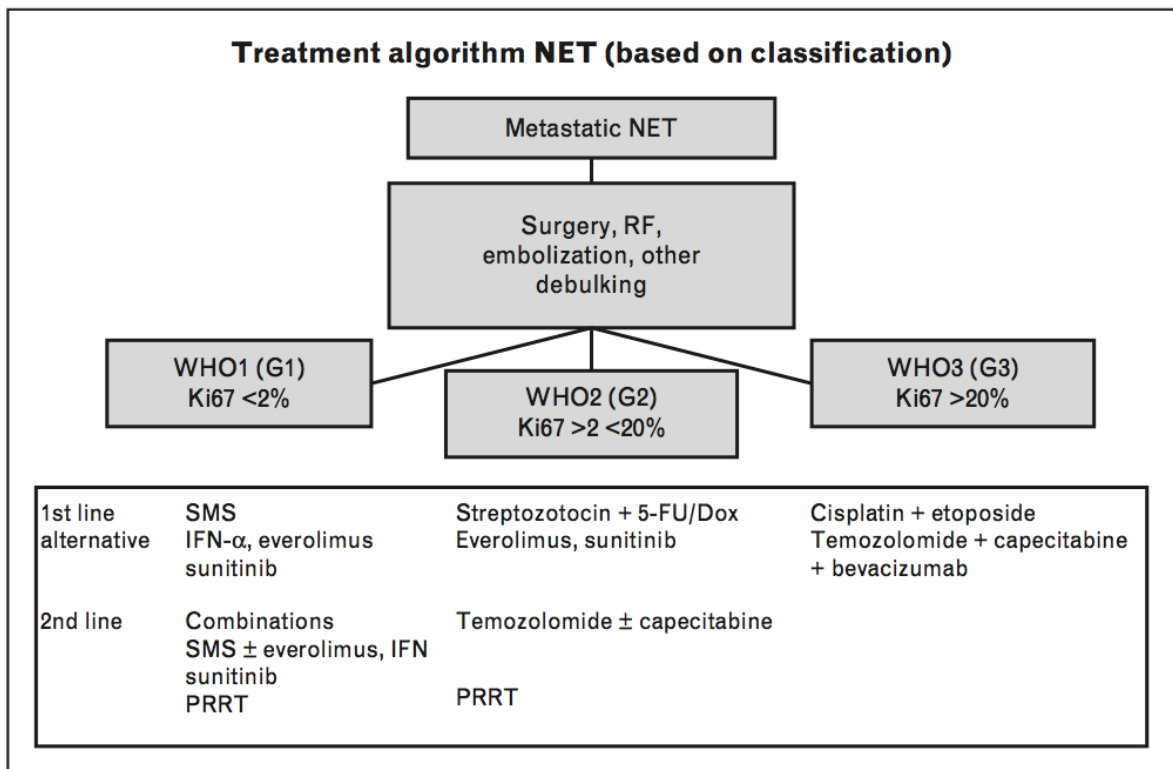 Treatment algorithm NET (based on classification)
Metastatic NET
Surgery, RF,
embolization, other
debulking
WHO1 (G1)
Ki67 <2%
WHO2 (G2)
Ki67 >2 <20%
WHO3 (G3)
Ki67 >20%
1st line
alternative
SMS
IFN-α, everolimus
sunitinib
Streptozotocin + 5-FU/Dox
Everolimus, sunitinib
Cisplatin + etoposide
Temozolomide + capecitabine
+ bevacizumab
2nd line
Combinations
SMS ± everolimus, IFN
sunitinib
PRRT
Temozolomide ± capecitabine
PRRT